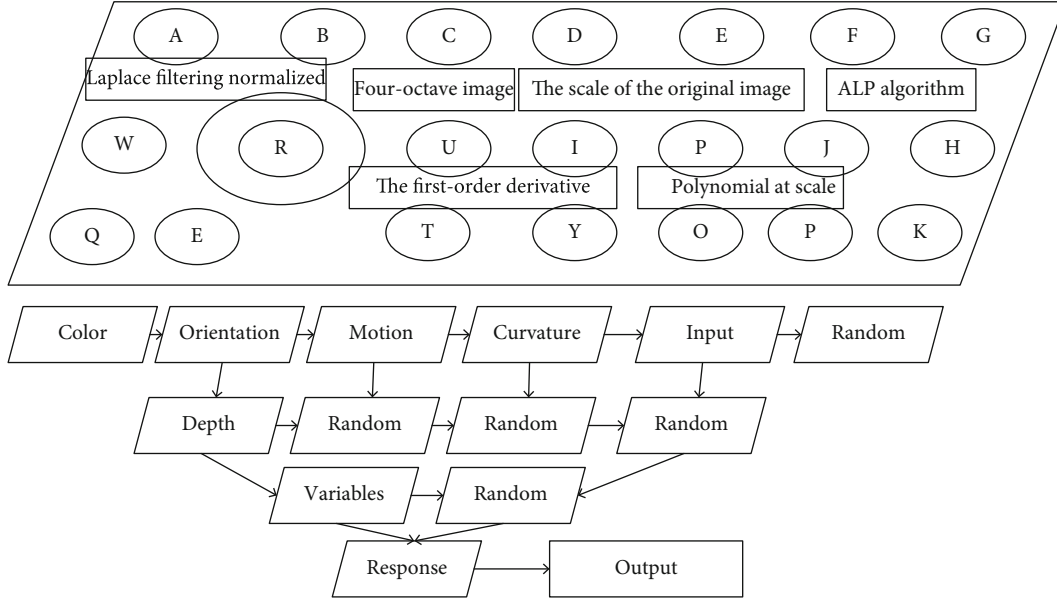 A B C D E F G
Laplace filtering normalized Four-octave image The scale of the original image ALP algorithm
W R U I P J H
The first-order derivative Polynomial at scale
Q E T Y O P K
Color Orientation Motion Curvature Input Random
Depth Random Random Random
Variables Random
Response Output